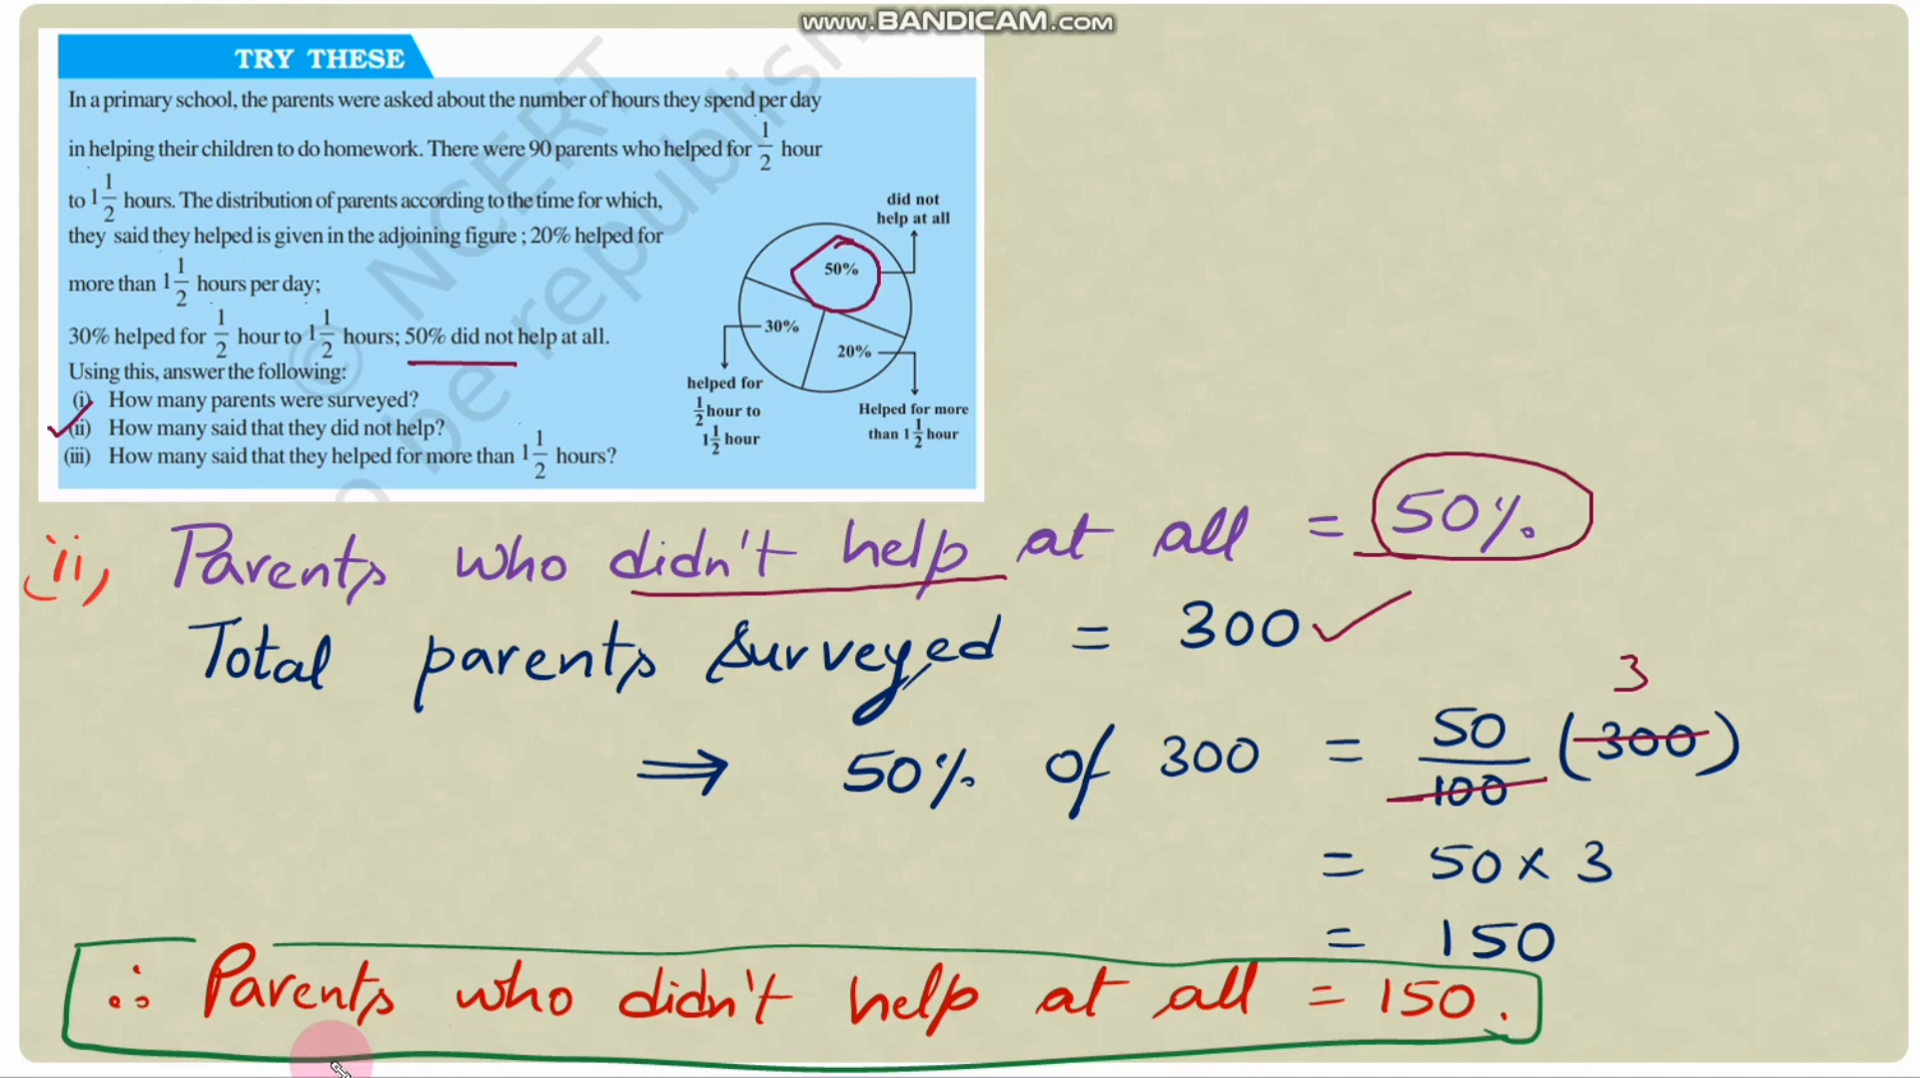 www.BANDICAM.com
TRY THESE
In a primary school, the parents were asked about the number of hours they spend per day
in helping their children to do homework. There were 90 parents who helped for 1/2 hour
to 1 1/2 hours. The distribution of parents according to the time for which,
they said they helped is given in the adjoining figure ; 20% helped for
more than 1 1/2 hours per day;
30% helped for 1/2 hour to 1 1/2 hours; 50% did not help at all.
Using this, answer the following:
(i) How many parents were surveyed?
(ii) How many said that they did not help?
(iii) How many said that they helped for more than 1 1/2 hours?
did not
help at all
50%
30%
20%
helped for
1/2 hour to
1 1/2 hour
Helped for more
than 1 1/2 hour
© NCERT
o be republish
ii, Parents who didn't help at all = 50%.
Total parents surveyed = 300
3
⇒ 50% of 300 = 50/100 (300)
= 50 × 3
= 150
∴ Parents who didn't help at all = 150.